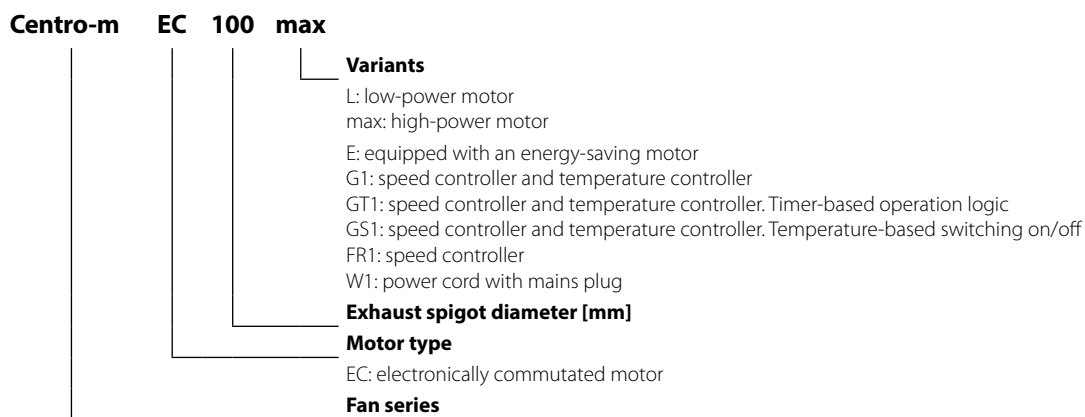 Centro-m EC 100 max
Variants
L: low-power motor
max: high-power motor
E: equipped with an energy-saving motor
G1: speed controller and temperature controller
GT1: speed controller and temperature controller. Timer-based operation logic
GS1: speed controller and temperature controller. Temperature-based switching on/off
FR1: speed controller
W1: power cord with mains plug
Exhaust spigot diameter [mm]
Motor type
EC: electronically commutated motor
Fan series